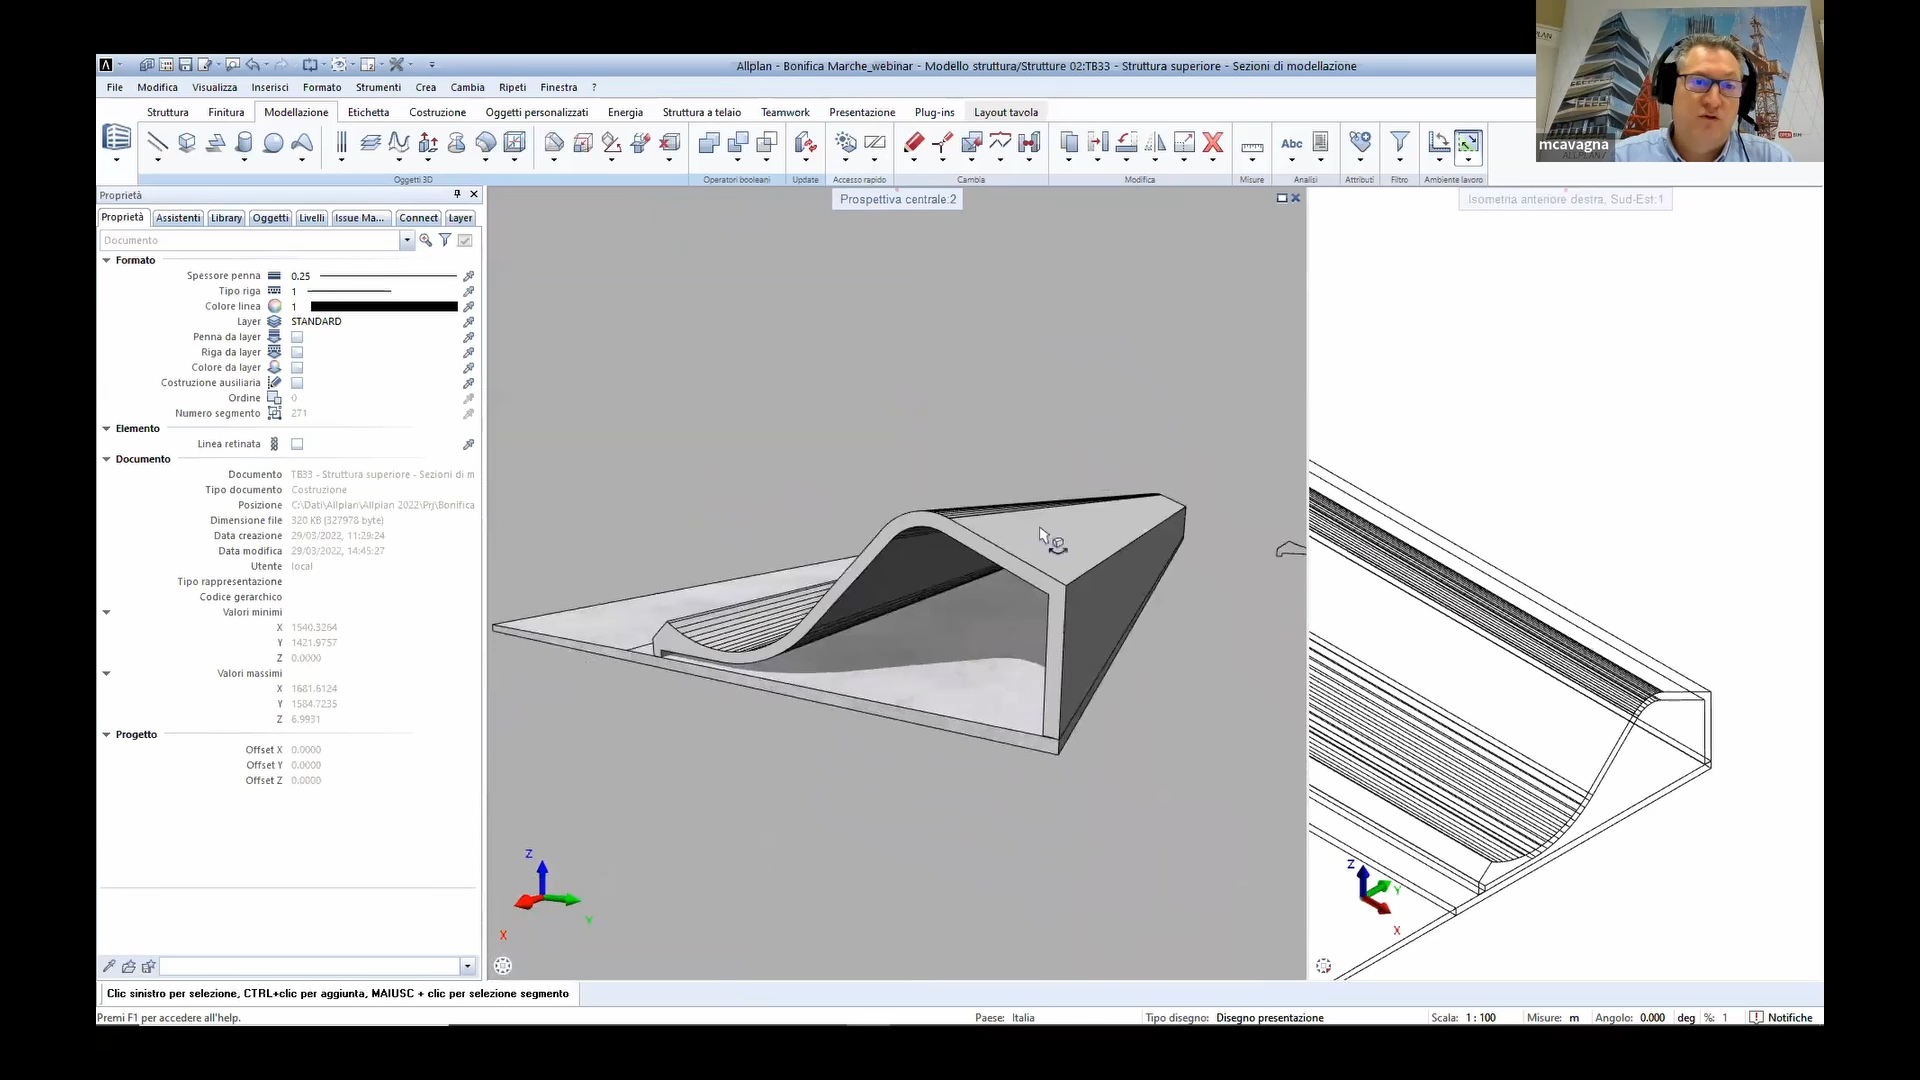 Allplan - Bonifica Marche_webinar - Modello struttura/Strutture 02:TB33 - Struttura superiore - Sezioni di modellazione
File Modifica Visualizza Inserisci Formato Strumenti Crea Cambia Ripeti Finestra ?
Struttura Finitura Modellazione Etichetta Costruzione Oggetti personalizzati Energia Struttura a telaio Teamwork Presentazione Plug-ins Layout tavola
mcavagna
Abc
Oggetti 3D Operatori booleani Update Accesso rapido Cambia Modifica Misure Analisi Attributi Filtro Ambiente lavoro
Proprietà
Prospettiva centrale:2
Isometria anteriore destra, Sud-Est:1
Proprietà Assistenti Library Oggetti Livelli Issue Ma... Connect Layer
Documento
Formato
Spessore penna 0.25
Tipo riga 1
Colore linea 1
Layer STANDARD
Penna da layer
Riga da layer
Colore da layer
Costruzione ausiliaria
Ordine 0
Numero segmento 271
Elemento
Linea retinata
Documento
Documento TB33 - Struttura superiore - Sezioni di m
Tipo documento Costruzione
Posizione C:\Dati\Allplan\Allplan 2022\Prj\Bonifica
Dimensione file 320 KB (327978 byte)
Data creazione 29/03/2022, 11:29:24
Data modifica 29/03/2022, 14:45:27
Utente local
Tipo rappresentazione
Codice gerarchico
Valori minimi
X 1540.3264
Y 1421.9757
Z 0.0000
Valori massimi
X 1681.6124
Y 1584.7235
Z 6.9931
Progetto
Offset X 0.0000
Offset Y 0.0000
Offset Z 0.0000
Z
Y
X
Z
Y
X
Clic sinistro per selezione, CTRL+clic per aggiunta, MAIUSC + clic per selezione segmento
Premi F1 per accedere all'help.
Paese: Italia Tipo disegno: Disegno presentazione Scala: 1 : 100 Misure: m Angolo: 0.000 deg %: 1 Notifiche